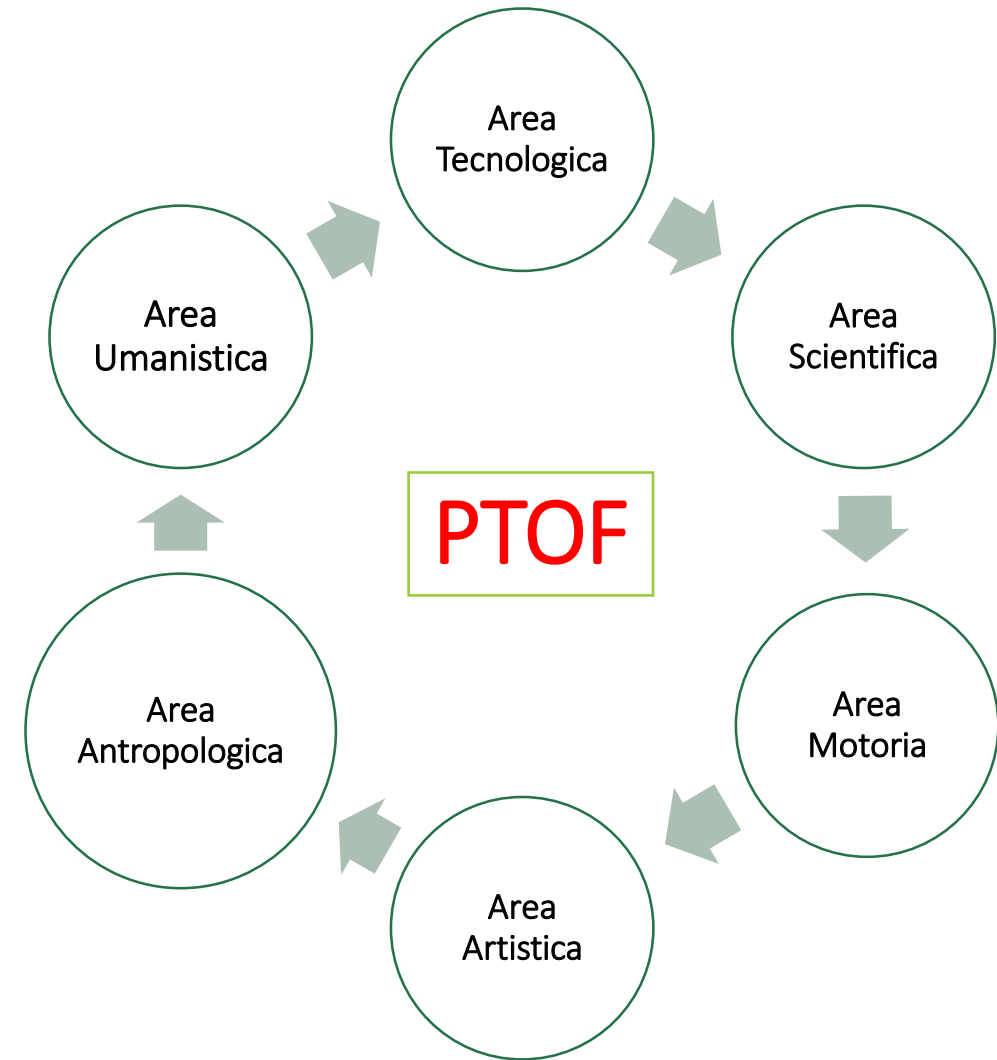 Area
Tecnologica
Area
Scientifica
Area
Motoria
Area
Artistica
Area
Antropologica
Area
Umanistica
PTOF